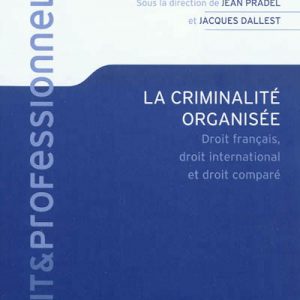 Sous la direction de JEAN PRADEL
et JACQUES DALLEST
LA CRIMINALITÉ
ORGANISÉE
Droit français,
droit international
et droit comparé
IT&PROFESSIONNEL